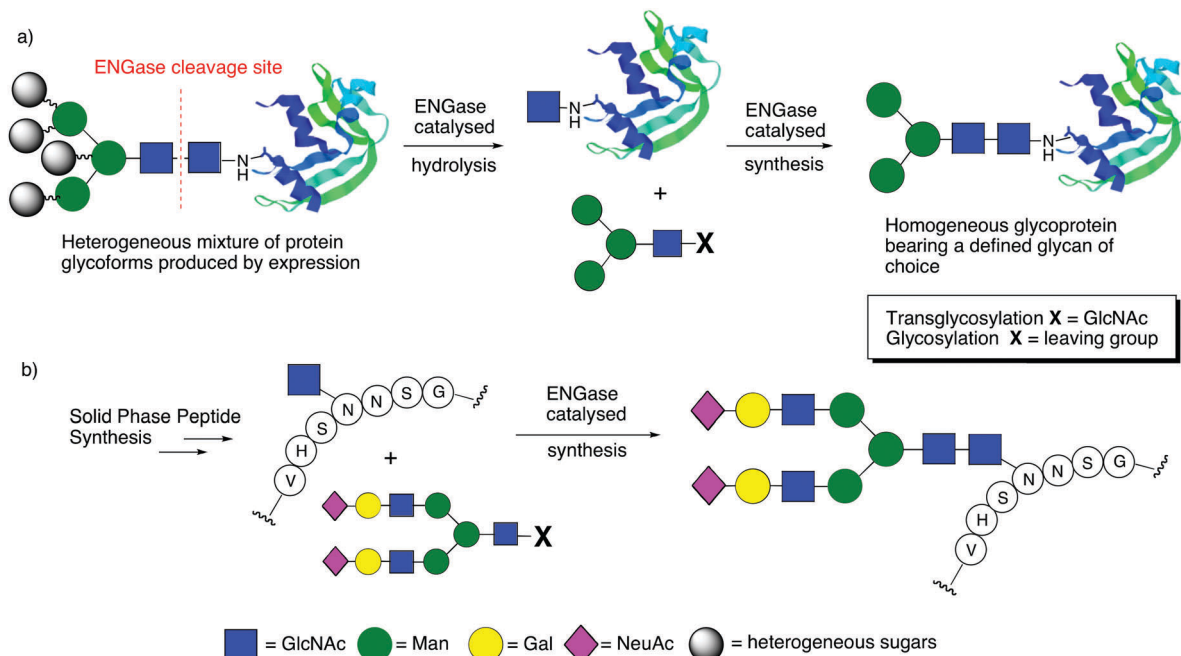 a)
ENGase cleavage site
N
H
Heterogeneous mixture of protein
glycoforms produced by expression
ENGase
catalysed
hydrolysis
N
H
+
X
ENGase
catalysed
synthesis
N
H
Homogeneous glycoprotein
bearing a defined glycan of
choice
Transglycosylation X = GlcNAc
Glycosylation X = leaving group
b)
Solid Phase Peptide
Synthesis
V H S N N S G
+
X
ENGase
catalysed
synthesis
V H S N N S G
= GlcNAc = Man = Gal = NeuAc = heterogeneous sugars